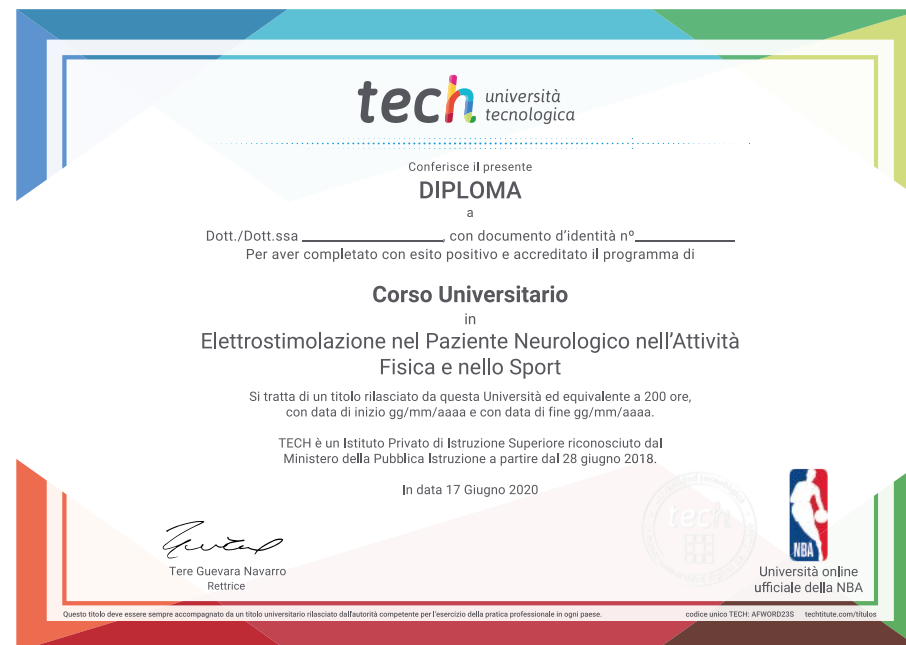 tech università
tecnologica
Conferisce il presente
DIPLOMA
a
Dott./Dott.ssa ____________, con documento d'identità nº__________
Per aver completato con esito positivo e accreditato il programma di
Corso Universitario
in
Elettrostimolazione nel Paziente Neurologico nell'Attività
Fisica e nello Sport
Si tratta di un titolo rilasciato da questa Università ed equivalente a 200 ore,
con data di inizio gg/mm/aaaa e con data di fine gg/mm/aaaa.
TECH è un Istituto Privato di Istruzione Superiore riconosciuto dal
Ministero della Pubblica Istruzione a partire dal 28 giugno 2018.
In data 17 Giugno 2020
tech
Tere Guevara Navarro
Rettrice
NBA
Università online
ufficiale della NBA
Questo titolo deve essere sempre accompagnato da un titolo universitario rilasciato dall'autorità competente per l'esercizio della pratica professionale in ogni paese.
codice unico TECH: AFWORD23S techtitute.com/titulos